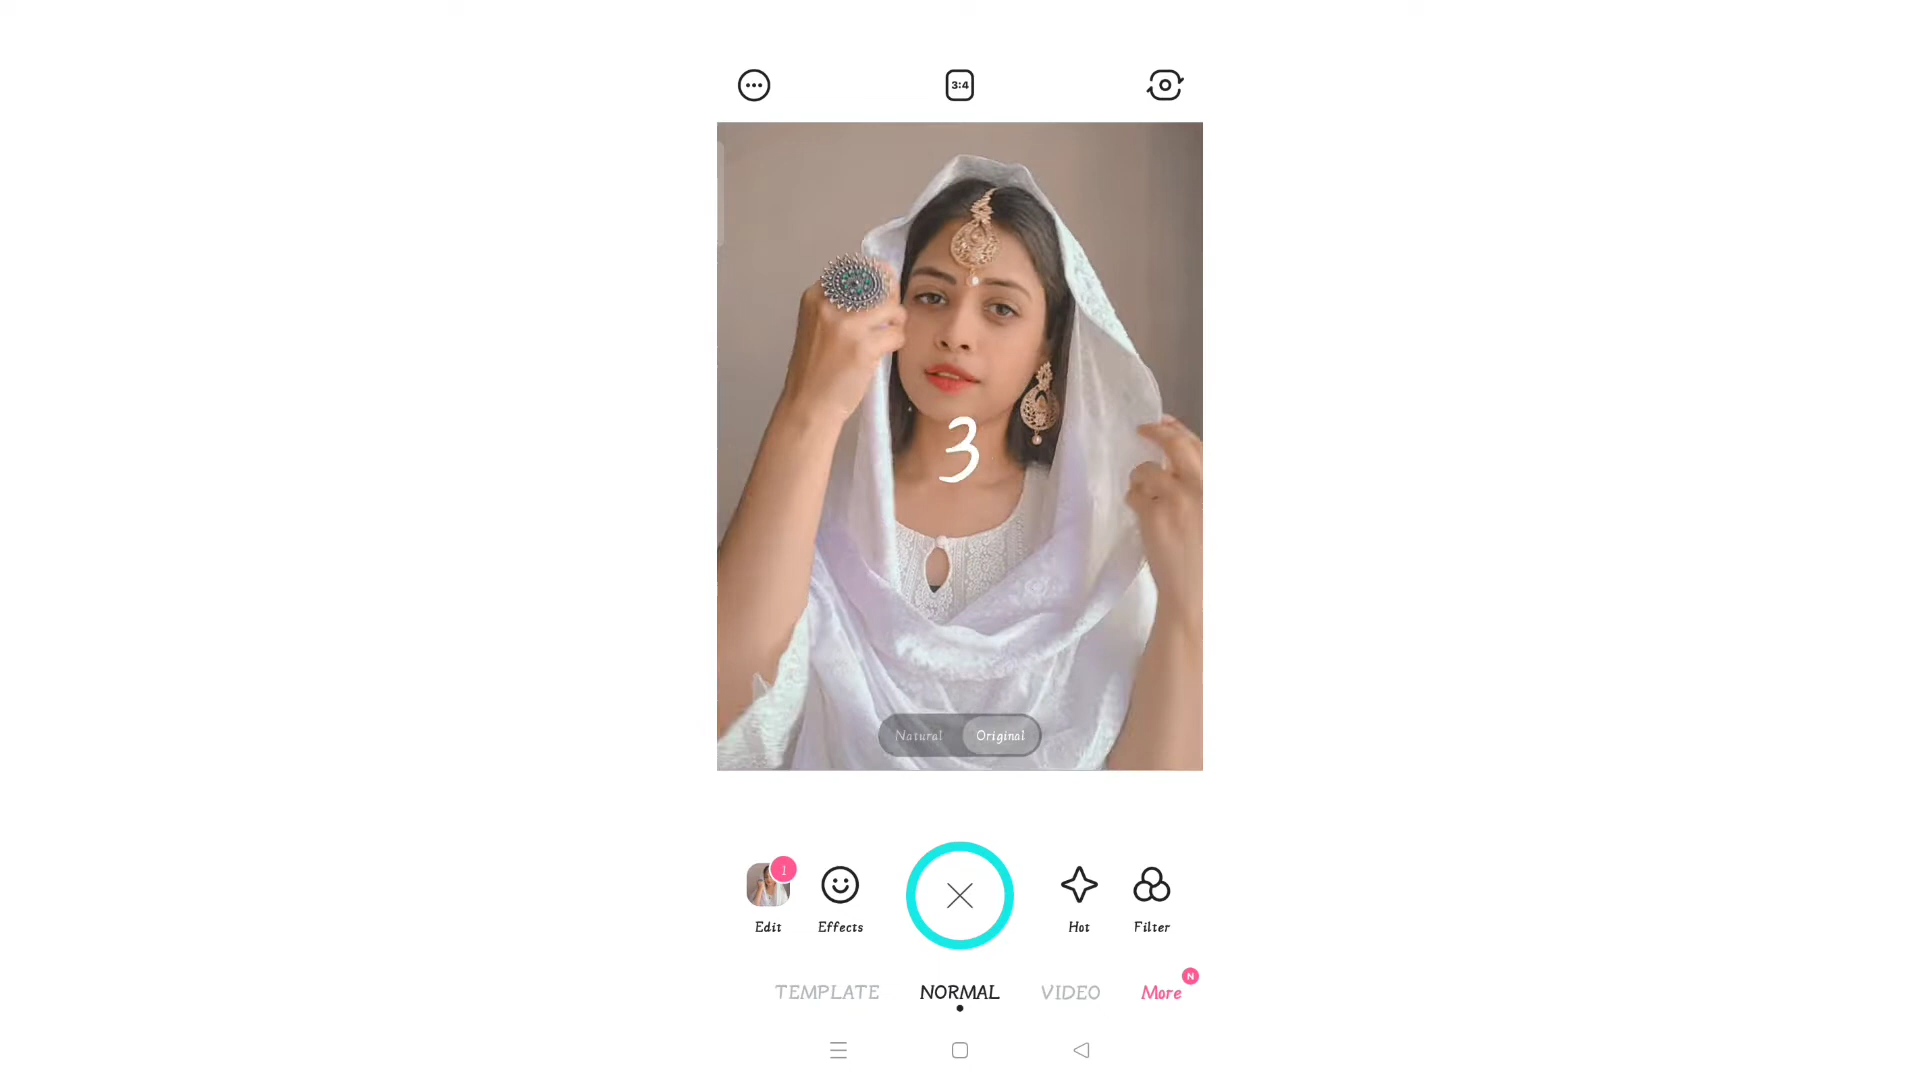 3:4
3
Natural Original
1
Edit Effects Hot Filter
N
TEMPLATE NORMAL VIDEO More